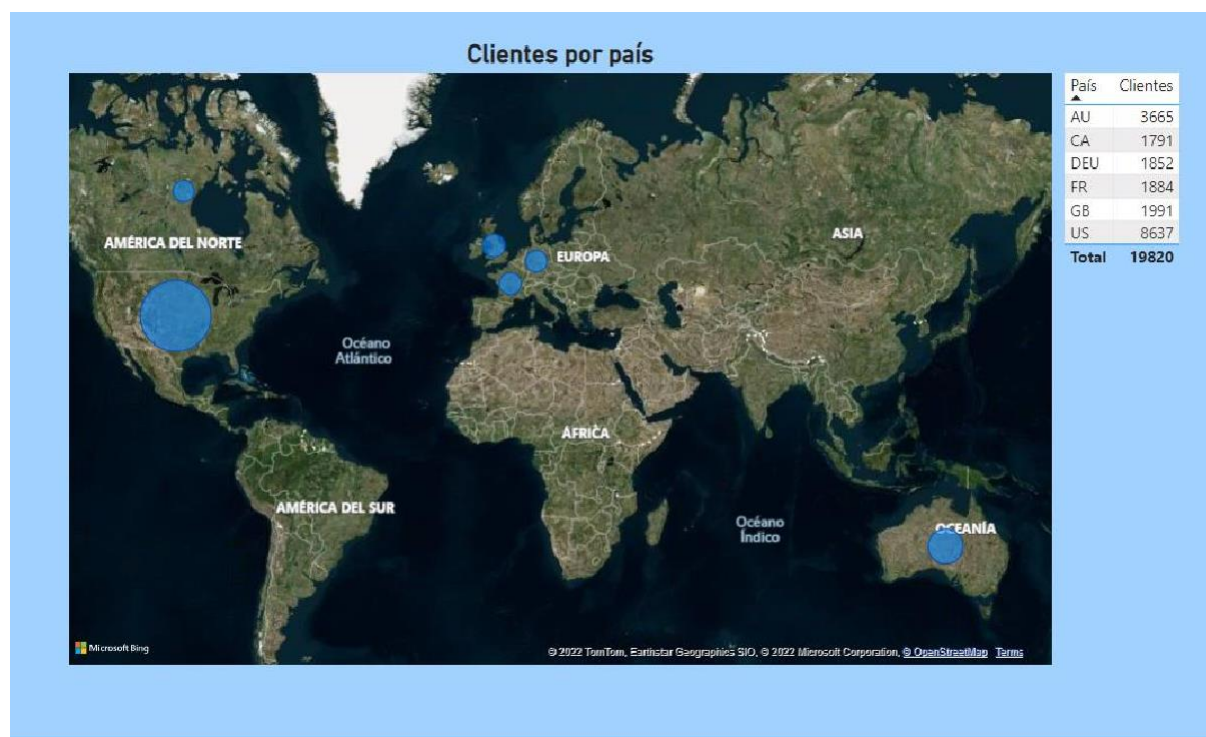 Clientes por país
País Clientes
AU 3665
CA 1791
DEU 1852
FR 1884
GB 1991
US 8637
Total 19820
AMÉRICA DEL NORTE
EUROPA
ASIA
Océano
Atlántico
ÁFRICA
AMÉRICA DEL SUR
Océano
Índico
OCEANÍA
Microsoft Bing
© 2022 TomTom, Earthstar Geographics SIO, © 2022 Microsoft Corporation, © OpenStreetMap Terms